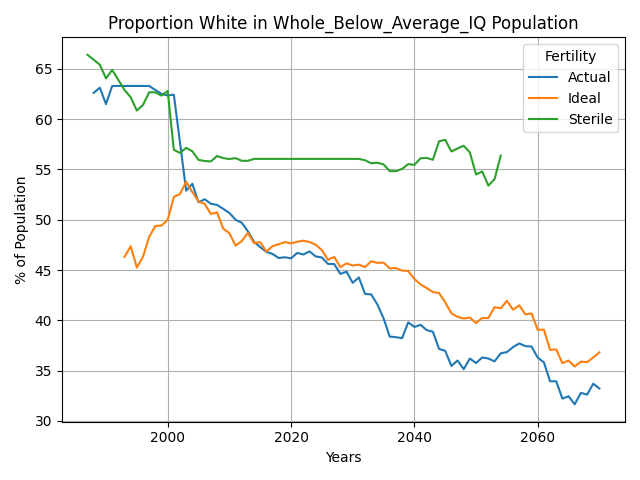 Proportion White in Whole_Below_Average_IQ Population
% of Population
65
60
55
50
45
40
35
30
2000
2020
2040
2060
Years
Fertility
Actual
Ideal
Sterile